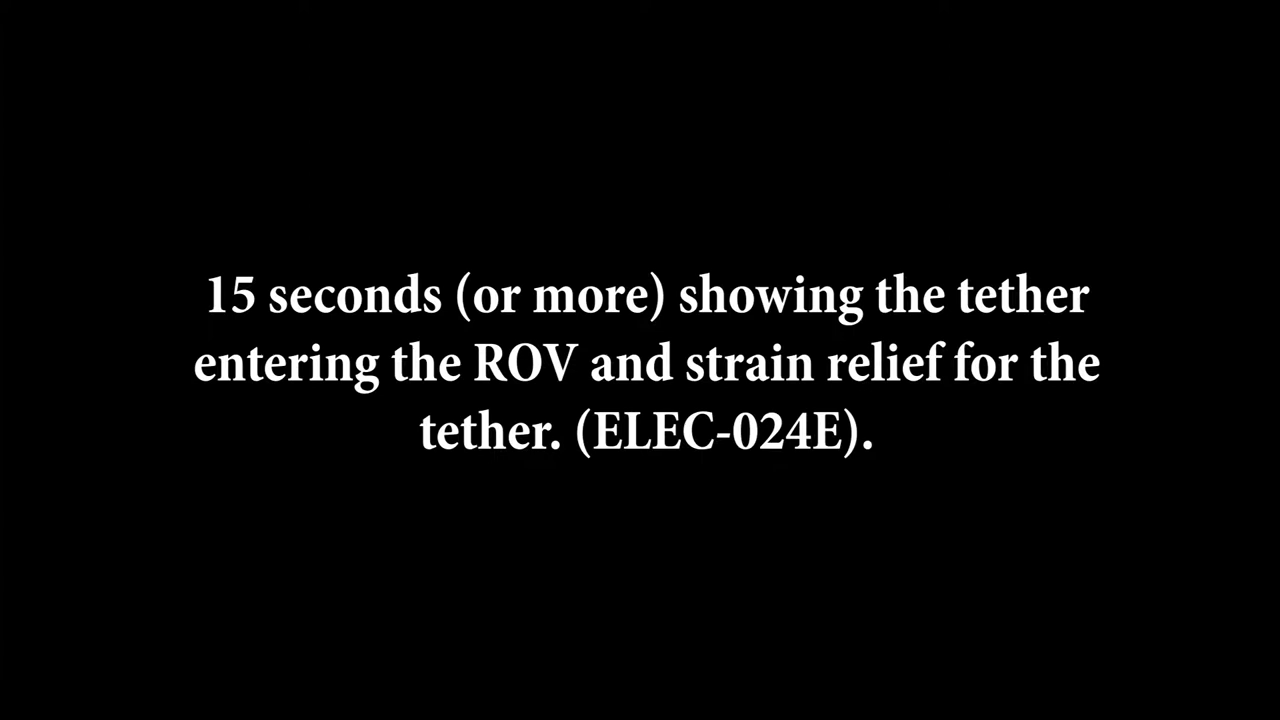 15 seconds (or more) showing the tether
entering the ROV and strain relief for the
tether. (ELEC-024E).